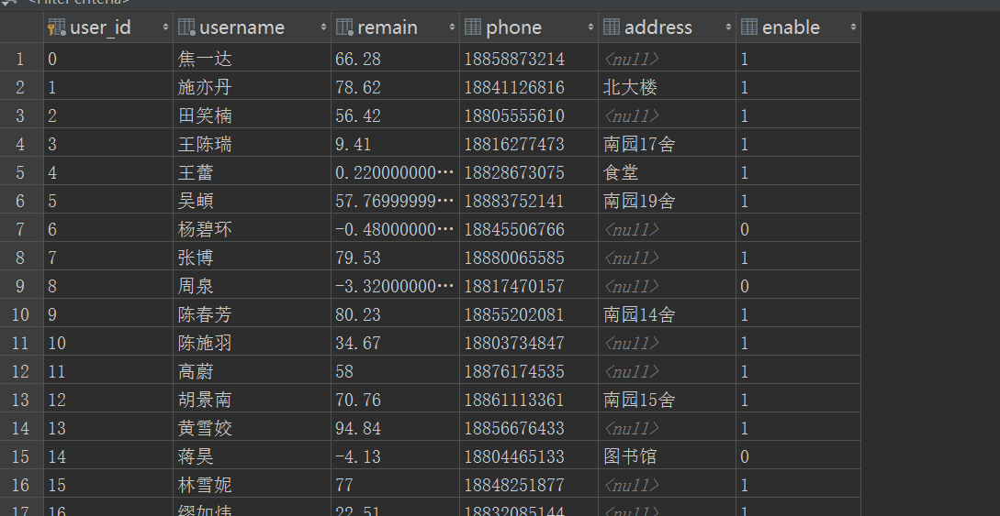 <Filter criteria>
user_id username remain phone address enable
1 0 焦一达 66.28 18858873214 <null> 1
2 1 施亦丹 78.62 18841126816 北大楼 1
3 2 田笑楠 56.42 18805555610 <null> 1
4 3 王陈瑞 9.41 18816277473 南园17舍 1
5 4 王蕾 0.220000000… 18828673075 食堂 1
6 5 吴岶 57.76999999… 18883752141 南园19舍 1
7 6 杨碧环 -0.48000000… 18845506766 <null> 0
8 7 张博 79.53 18880065585 <null> 1
9 8 周泉 -3.32000000… 18817470157 <null> 0
10 9 陈春芳 80.23 18855202081 南园14舍 1
11 10 陈施羽 34.67 18803734847 <null> 1
12 11 高蔚 58 18876174535 <null> 1
13 12 胡景南 70.76 18861113361 南园15舍 1
14 13 黄雪姣 94.84 18856676433 <null> 1
15 14 蒋昊 -4.13 18804465133 图书馆 0
16 15 林雪妮 77 18848251877 <null> 1
17 16 缪如炜 22.51 18832085144 <null> 1